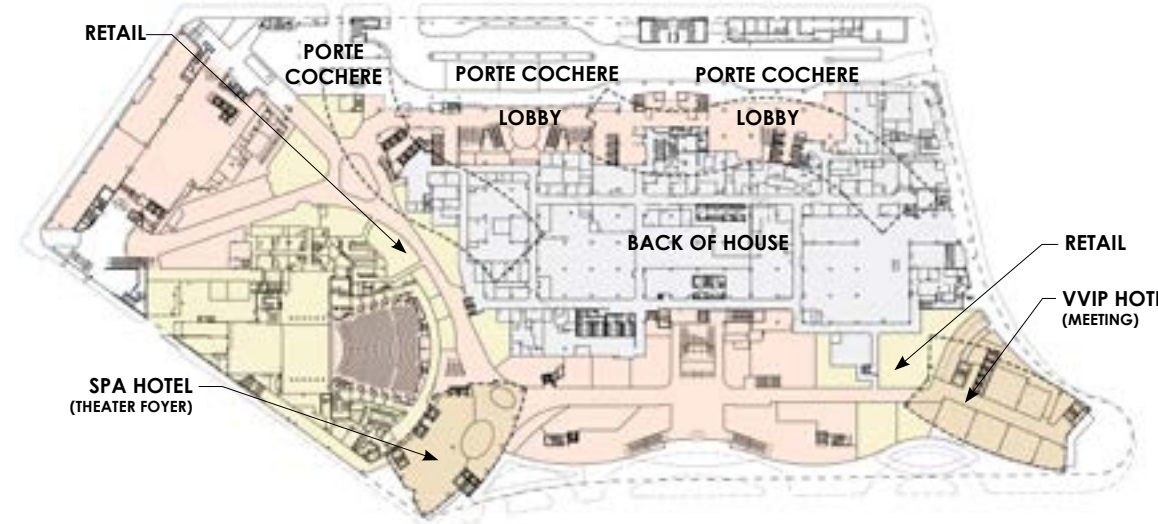 RETAIL
PORTE
COCHERE
PORTE COCHERE
PORTE COCHERE
LOBBY
LOBBY
BACK OF HOUSE
RETAIL
VVIP HOT
(MEETING)
SPA HOTEL
(THEATER FOYER)